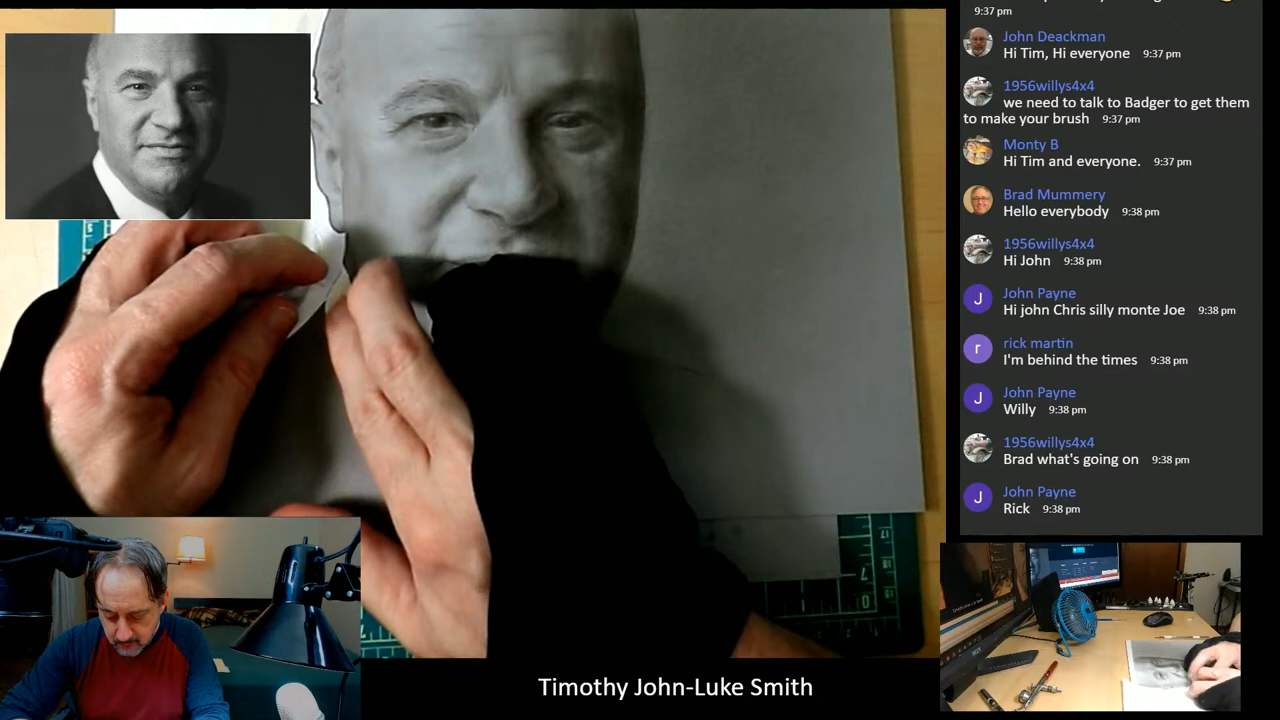 9:37 pm
John Deackman
Hi Tim, Hi everyone 9:37 pm
1956willys4x4
we need to talk to Badger to get them
to make your brush 9:37 pm
Monty B
Hi Tim and everyone. 9:37 pm
Brad Mummery
Hello everybody 9:38 pm
1956willys4x4
Hi John 9:38 pm
J
John Payne
Hi john Chris silly monte Joe 9:38 pm
r
rick martin
I'm behind the times 9:38 pm
J
John Payne
Willy 9:38 pm
1956willys4x4
Brad what's going on 9:38 pm
J
John Payne
Rick 9:38 pm
Timothy John-Luke Smith